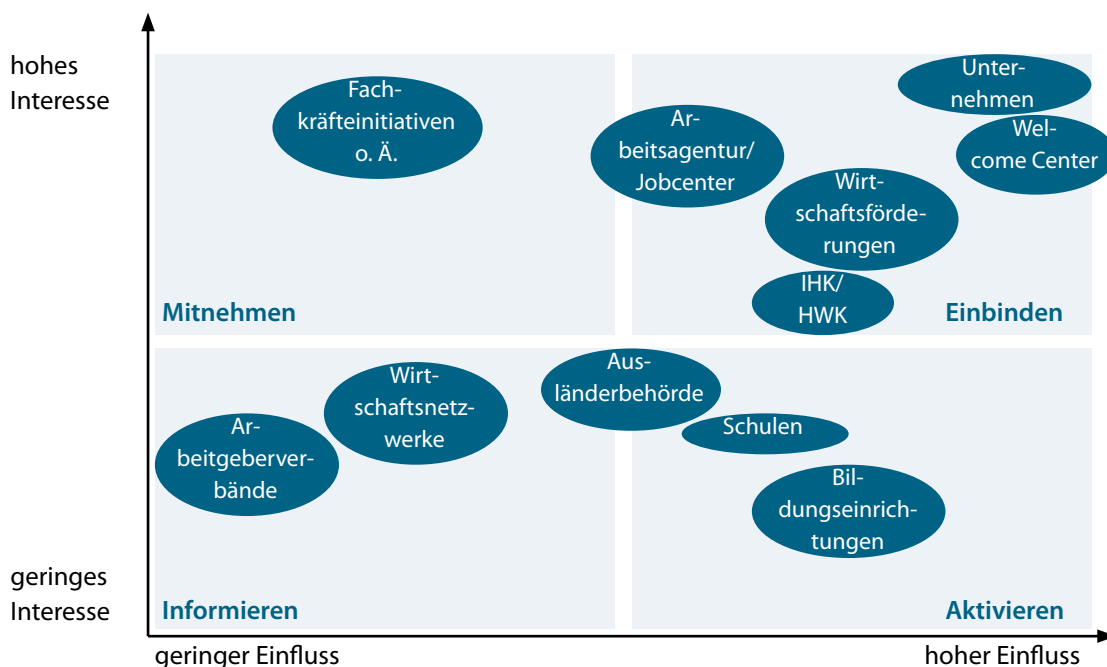 hohes
Interesse
Fach-
kräfteinitiativen
o. Ä.
Unter-
nehmen
Ar-
beitsagentur/
Jobcenter
Wel-
come Center
Wirt-
schaftsförde-
rungen
IHK/
HWK
Mitnehmen
Einbinden
Aus-
länderbehörde
Wirt-
schaftsnetz-
werke
Schulen
Ar-
beitgeberver-
bände
Bil-
dungseinrich-
tungen
geringes
Interesse
Informieren
Aktivieren
geringer Einfluss
hoher Einfluss